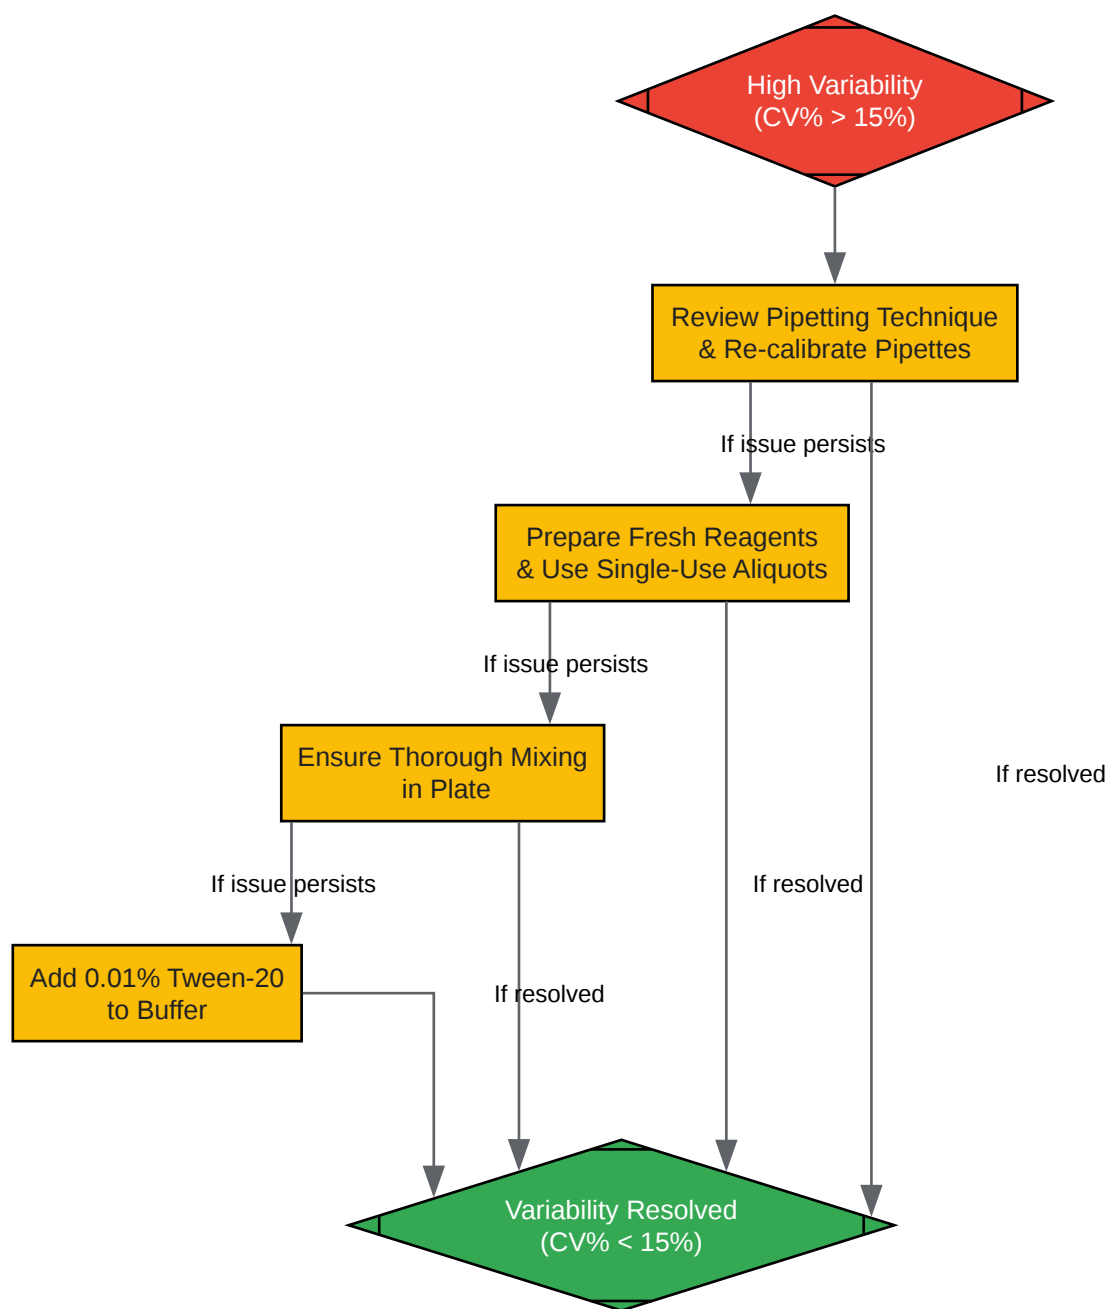 High Variability
(CV% > 15%)
Review Pipetting Technique
& Re-calibrate Pipettes
If issue persists
Prepare Fresh Reagents
& Use Single-Use Aliquots
If issue persists
Ensure Thorough Mixing
in Plate
If resolved
If issue persists
If resolved
Add 0.01% Tween-20
to Buffer
If resolved
Variability Resolved
(CV% < 15%)